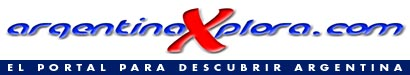 argentinaXplora.com
EL PORTAL PARA DESCUBRIR ARGENTINA